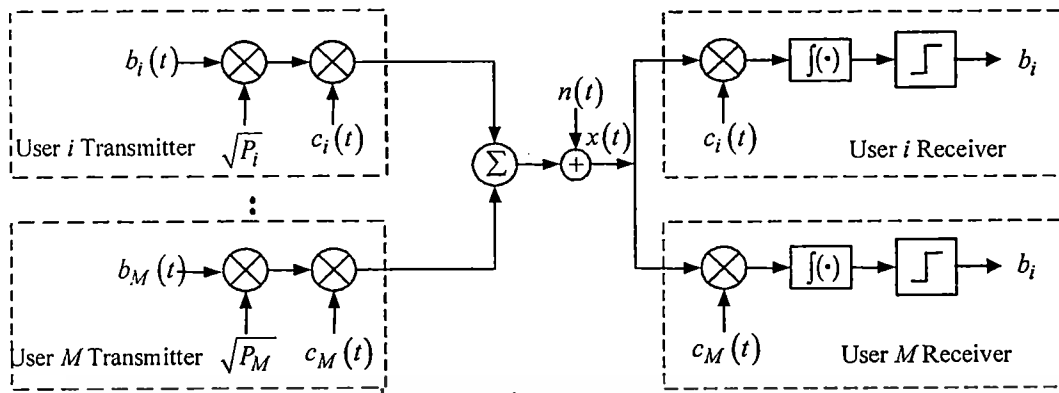 b_i(t)
√P_i
c_i(t)
User i Transmitter
⋮
b_M(t)
√P_M
c_M(t)
User M Transmitter
Σ
n(t)
+
x(t)
c_i(t)
∫(•)
b_i
User i Receiver
c_M(t)
∫(•)
b_i
User M Receiver